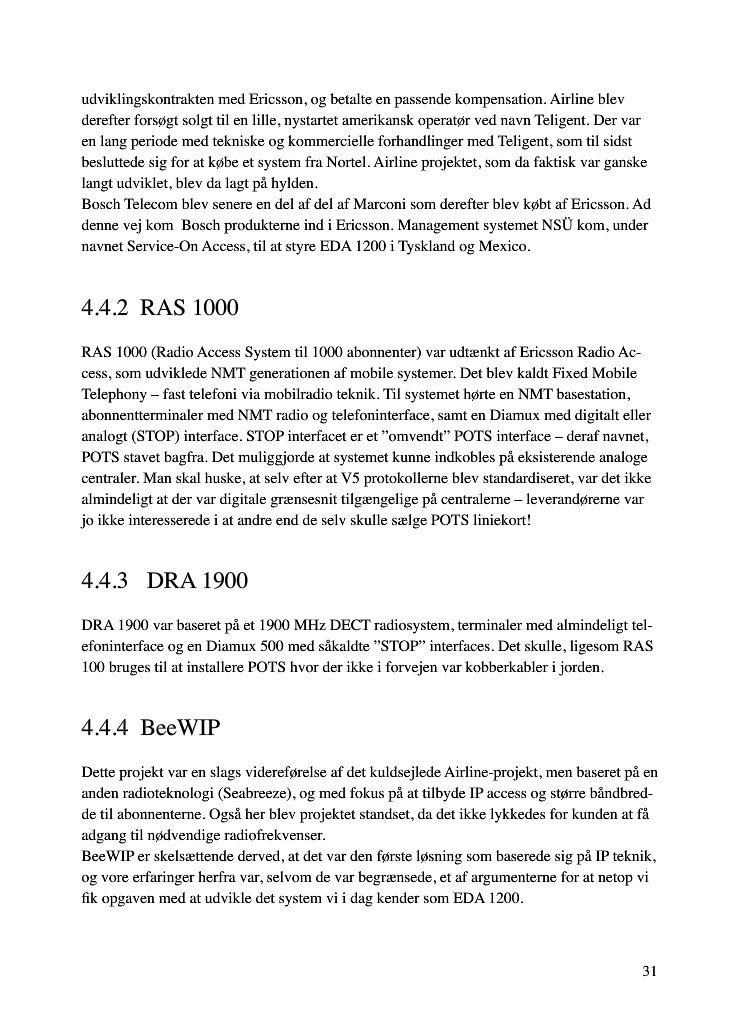 udviklingskontrakten med Ericsson, og betalte en passende kompensation. Airline blev
derefter forsøgt solgt til en lille, nystartet amerikansk operatør ved navn Teligent. Der var
en lang periode med tekniske og kommercielle forhandlinger med Teligent, som til sidst
besluttede sig for at købe et system fra Nortel. Airline projektet, som da faktisk var ganske
langt udviklet, blev da lagt på hylden.
Bosch Telecom blev senere en del af del af Marconi som derefter blev købt af Ericsson. Ad
denne vej kom  Bosch produkterne ind i Ericsson. Management systemet NSÜ kom, under
navnet Service-On Access, til at styre EDA 1200 i Tyskland og Mexico.
4.4.2 RAS 1000
RAS 1000 (Radio Access System til 1000 abonnenter) var udtænkt af Ericsson Radio Ac-
cess, som udviklede NMT generationen af mobile systemer. Det blev kaldt Fixed Mobile
Telephony – fast telefoni via mobilradio teknik. Til systemet hørte en NMT basestation,
abonnentterminaler med NMT radio og telefoninterface, samt en Diamux med digitalt eller
analogt (STOP) interface. STOP interfacet er et ”omvendt” POTS interface – deraf navnet,
POTS stavet bagfra. Det muliggjorde at systemet kunne indkobles på eksisterende analoge
centraler. Man skal huske, at selv efter at V5 protokollerne blev standardiseret, var det ikke
almindeligt at der var digitale grænsesnit tilgængelige på centralerne – leverandørerne var
jo ikke interesserede i at andre end de selv skulle sælge POTS liniekort!
4.4.3 DRA 1900
DRA 1900 var baseret på et 1900 MHz DECT radiosystem, terminaler med almindeligt tel-
efoninterface og en Diamux 500 med såkaldte ”STOP” interfaces. Det skulle, ligesom RAS
100 bruges til at installere POTS hvor der ikke i forvejen var kobberkabler i jorden.
4.4.4 BeeWIP
Dette projekt var en slags videreførelse af det kuldsejlede Airline-projekt, men baseret på en
anden radioteknologi (Seabreeze), og med fokus på at tilbyde IP access og større båndbred-
de til abonnenterne. Også her blev projektet standset, da det ikke lykkedes for kunden at få
adgang til nødvendige radiofrekvenser.
BeeWIP er skelsættende derved, at det var den første løsning som baserede sig på IP teknik,
og vore erfaringer herfra var, selvom de var begrænsede, et af argumenterne for at netop vi
fik opgaven med at udvikle det system vi i dag kender som EDA 1200.
31